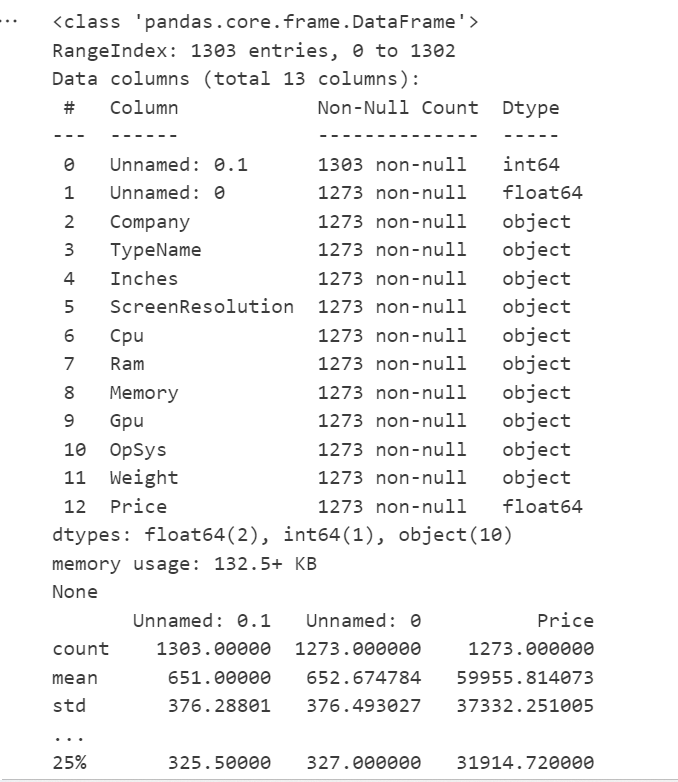 ...
<class 'pandas.core.frame.DataFrame'>
RangeIndex: 1303 entries, 0 to 1302
Data columns (total 13 columns):
 #   Column            Non-Null Count  Dtype
---  ------            --------------  -----
 0   Unnamed: 0.1      1303 non-null   int64
 1   Unnamed: 0        1273 non-null   float64
 2   Company           1273 non-null   object
 3   TypeName          1273 non-null   object
 4   Inches            1273 non-null   object
 5   ScreenResolution  1273 non-null   object
 6   Cpu               1273 non-null   object
 7   Ram               1273 non-null   object
 8   Memory            1273 non-null   object
 9   Gpu               1273 non-null   object
 10  OpSys             1273 non-null   object
 11  Weight            1273 non-null   object
 12  Price             1273 non-null   float64
dtypes: float64(2), int64(1), object(10)
memory usage: 132.5+ KB
None
       Unnamed: 0.1   Unnamed: 0          Price
count    1303.00000  1273.000000    1273.000000
mean      651.00000   652.674784   59955.814073
std       376.28801   376.493027   37332.251005
...
25%       325.50000   327.000000   31914.720000